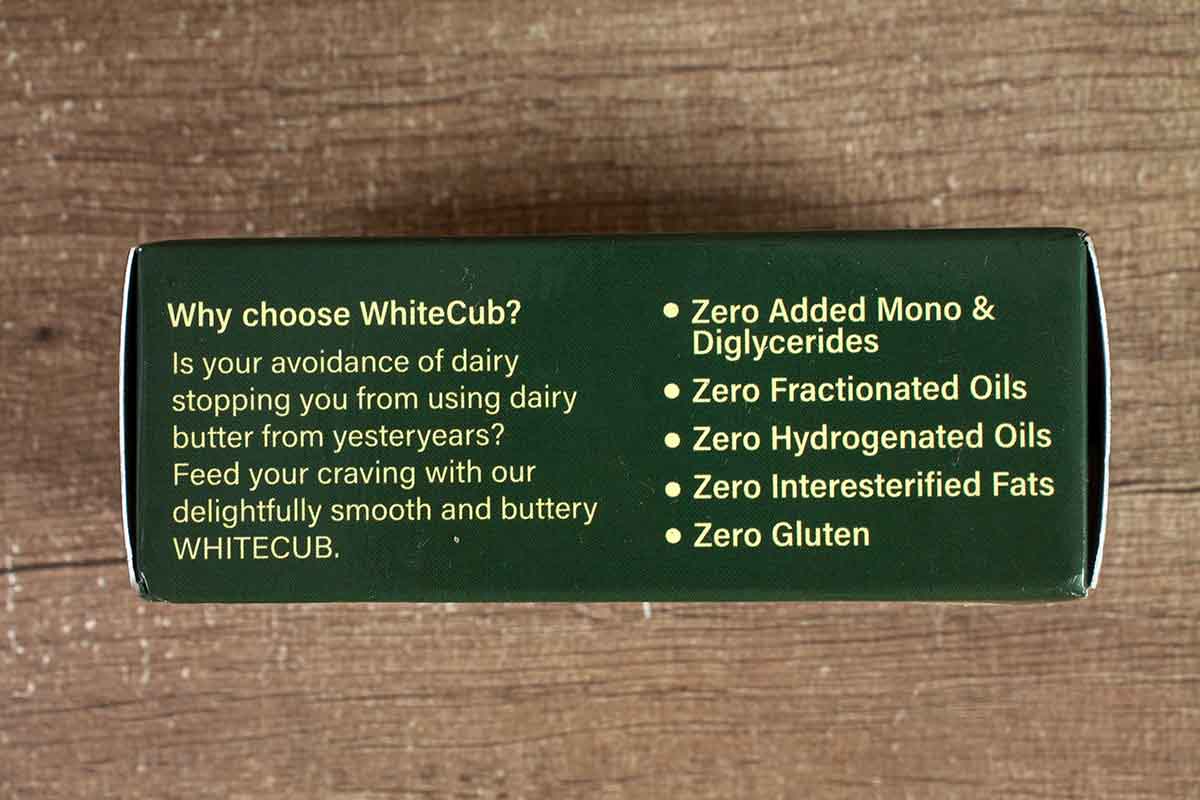 Why choose WhiteCub?
Is your avoidance of dairy
stopping you from using dairy
butter from yesteryears?
Feed your craving with our
delightfully smooth and buttery
WHITECUB.
• Zero Added Mono &
Diglycerides
• Zero Fractionated Oils
• Zero Hydrogenated Oils
• Zero Interesterified Fats
• Zero Gluten